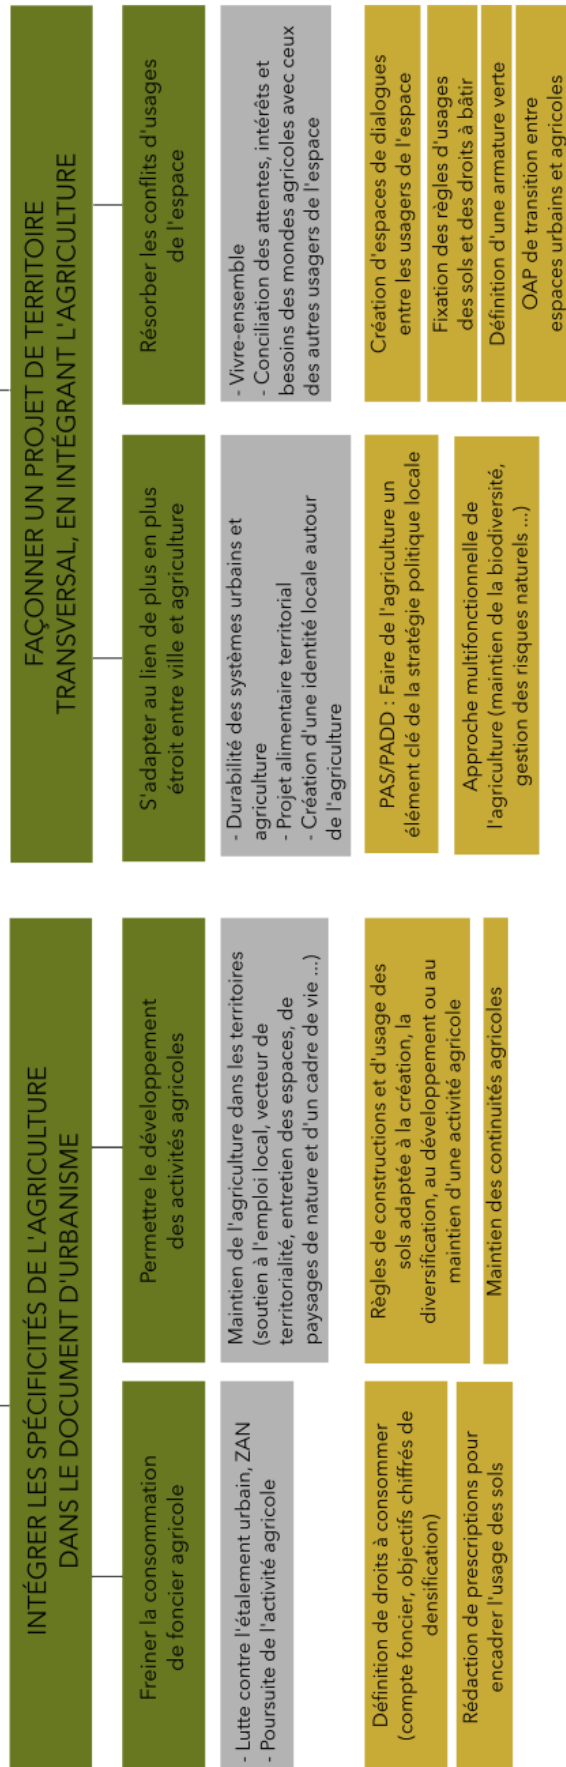 INTÉGRER LES SPÉCIFICITÉS DE L'AGRICULTURE
DANS LE DOCUMENT D'URBANISME
Freiner la consommation
de foncier agricole
- Lutte contre l'étalement urbain, ZAN
- Poursuite de l'activité agricole
Définition de droits à consommer
(compte foncier, objectifs chiffrés de
densification)
Rédaction de prescriptions pour
encadrer l'usage des sols
Permettre le développement
des activités agricoles
Maintien de l'agriculture dans les territoires
(soutien à l'emploi local, vecteur de
territorialité, entretien des espaces, de
paysages de nature et d'un cadre de vie ...)
Règles de constructions et d'usage des
sols adaptée à la création, la
diversification, au développement ou au
maintien d'une activité agricole
Maintien des continuités agricoles
FAÇONNER UN PROJET DE TERRITOIRE
TRANSVERSAL, EN INTÉGRANT L'AGRICULTURE
S'adapter au lien de plus en plus
étroit entre ville et agriculture
- Durabilité des systèmes urbains et
agriculture
- Projet alimentaire territorial
- Création d'une identité locale autour
de l'agriculture
PAS/PADD : Faire de l'agriculture un
élément clé de la stratégie politique locale
Approche multifonctionnelle de
l'agriculture (maintien de la biodiversité,
gestion des risques naturels ...)
Résorber les conflits d'usages
de l'espace
- Vivre-ensemble
- Conciliation des attentes, intérêts et
besoins des mondes agricoles avec ceux
des autres usagers de l'espace
Création d'espaces de dialogues
entre les usagers de l'espace
Fixation des règles d'usages
des sols et des droits à bâtir
Définition d'une armature verte
OAP de transition entre
espaces urbains et agricoles